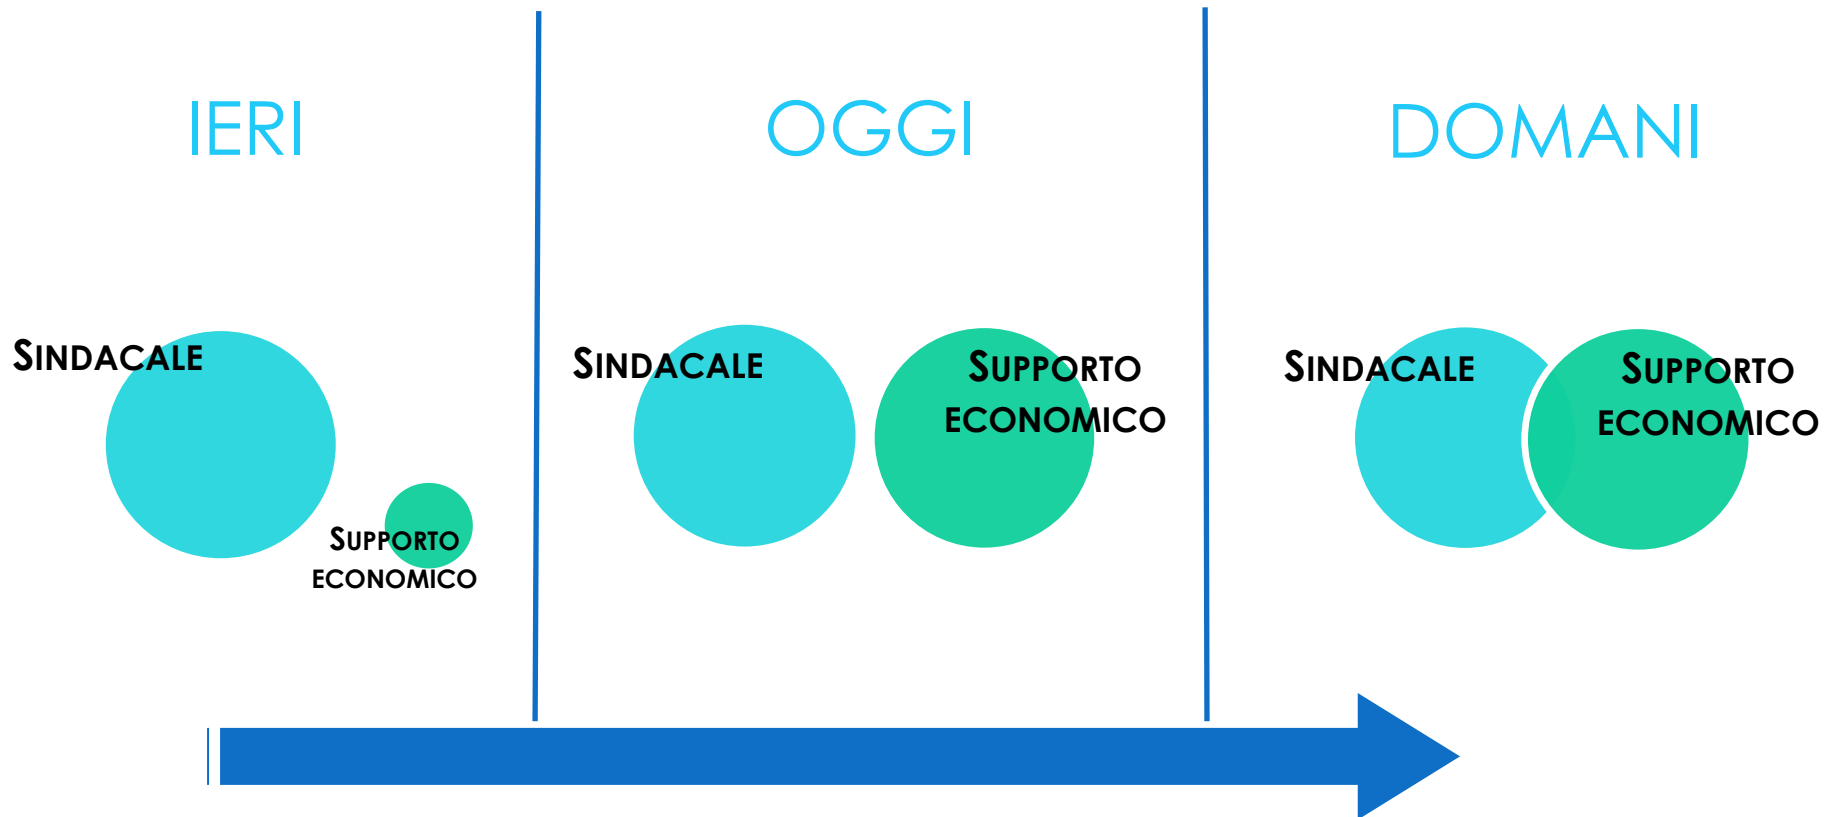 IERI
SINDACALE
SUPPORTO
ECONOMICO
OGGI
SINDACALE
SUPPORTO
ECONOMICO
DOMANI
SINDACALE
SUPPORTO
ECONOMICO